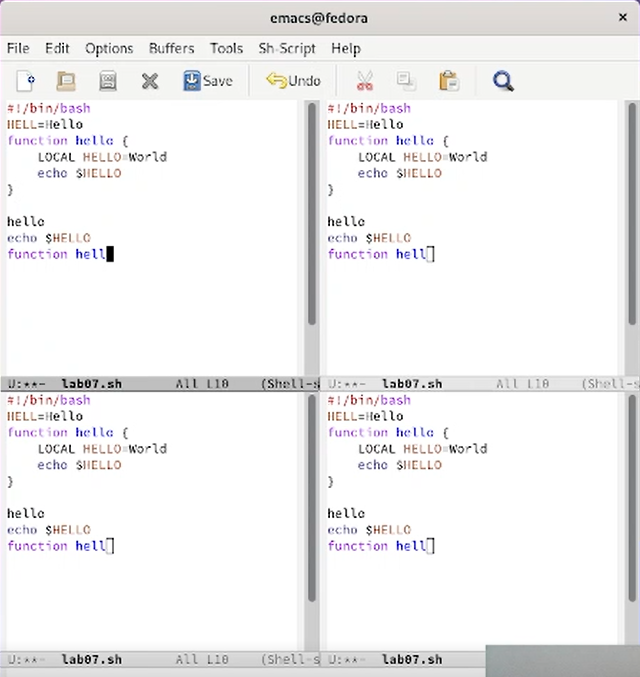 emacs@fedora ×
File Edit Options Buffers Tools Sh-Script Help
Save Undo
#!/bin/bash
HELL=Hello
function hello {
    LOCAL HELLO=World
    echo $HELLO
}
hello
echo $HELLO
function hell
U:**- lab07.sh All L10 (Shell-s
#!/bin/bash
HELL=Hello
function hello {
    LOCAL HELLO=World
    echo $HELLO
}
hello
echo $HELLO
function hell
U:**- lab07.sh All L10 (Shell-s
#!/bin/bash
HELL=Hello
function hello {
    LOCAL HELLO=World
    echo $HELLO
}
hello
echo $HELLO
function hell
U:**- lab07.sh All L10 (Shell-s
#!/bin/bash
HELL=Hello
function hello {
    LOCAL HELLO=World
    echo $HELLO
}
hello
echo $HELLO
function hell
U:**- lab07.sh